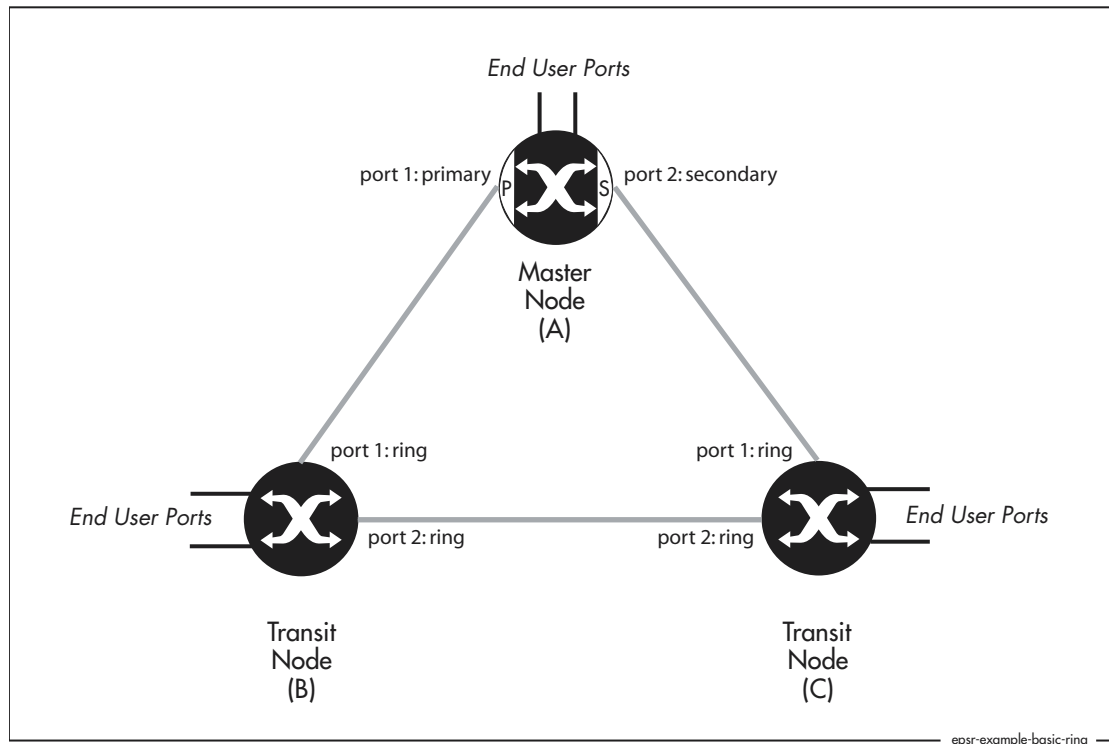 End User Ports
port 1: primary
P
S
port 2: secondary
Master
Node
(A)
port 1: ring
port 1: ring
End User Ports
End User Ports
port 2: ring
port 2: ring
Transit
Node
(B)
Transit
Node
(C)
epsr-example-basic-ring